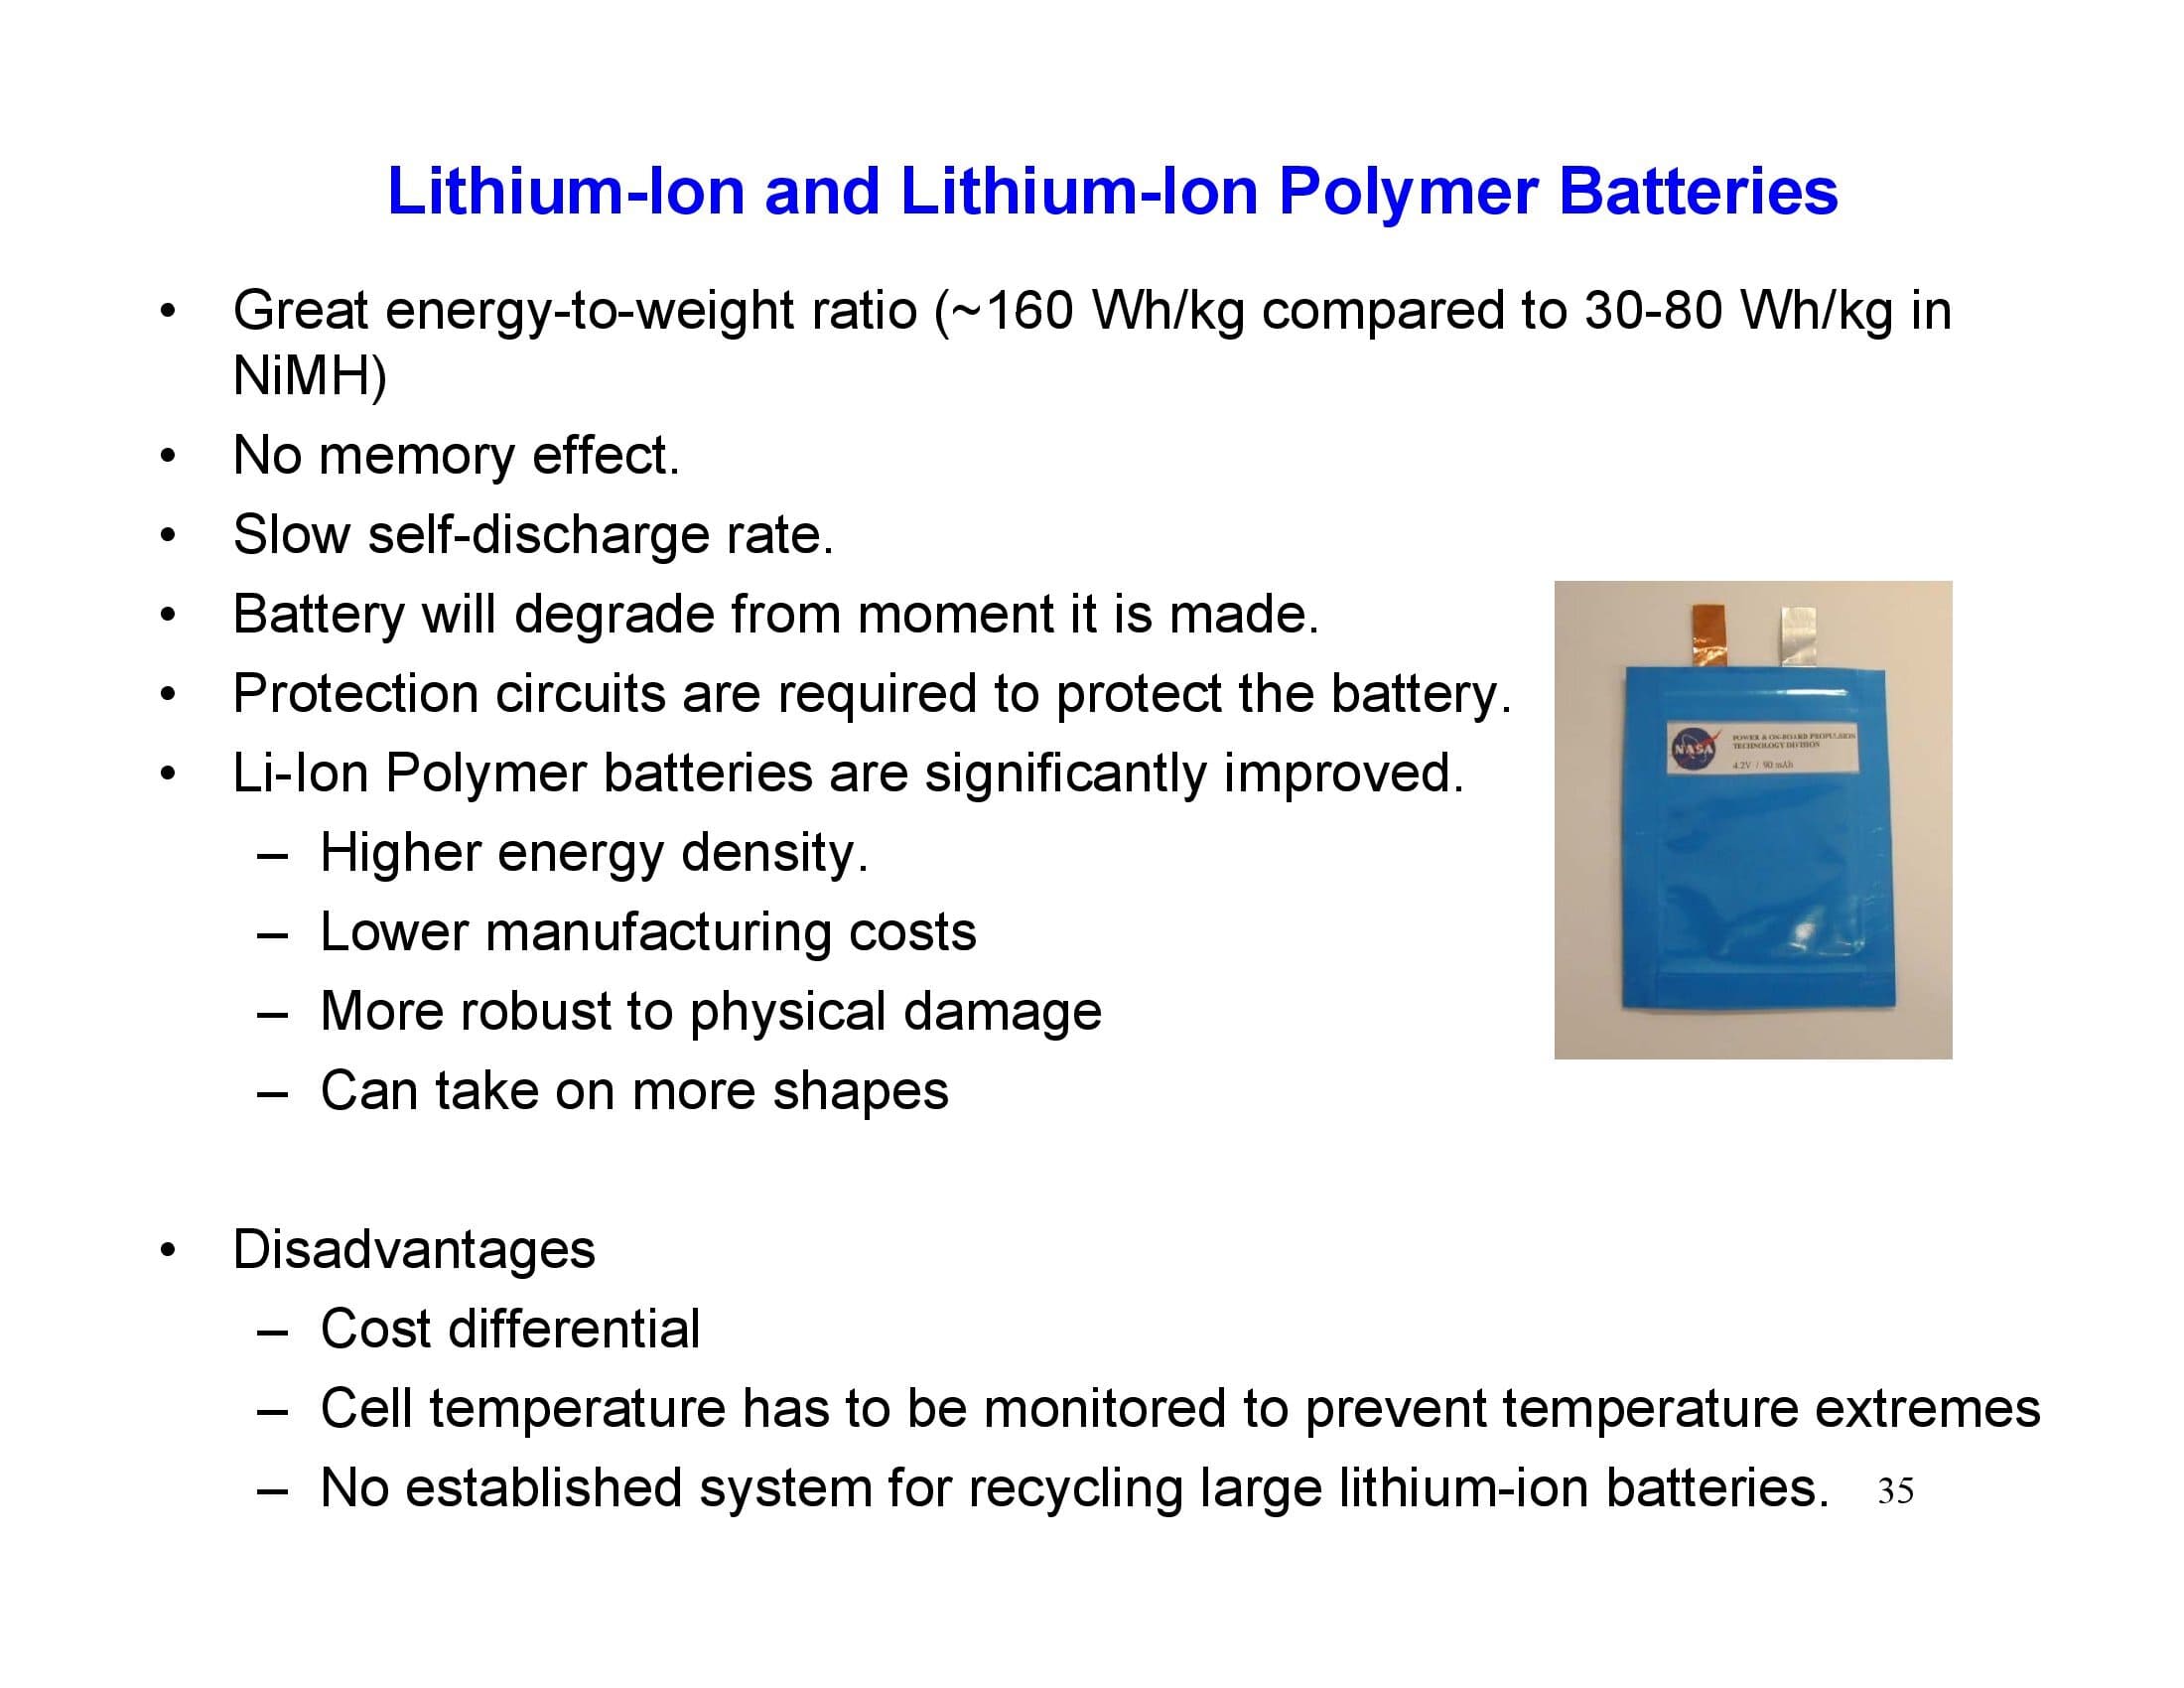 Lithium-Ion and Lithium-Ion Polymer Batteries
• Great energy-to-weight ratio (~160 Wh/kg compared to 30-80 Wh/kg in
NiMH)
• No memory effect.
• Slow self-discharge rate.
• Battery will degrade from moment it is made.
• Protection circuits are required to protect the battery.
• Li-Ion Polymer batteries are significantly improved.
– Higher energy density.
– Lower manufacturing costs
– More robust to physical damage
– Can take on more shapes
NASA
POWER & ON-BOARD PROPULSION
TECHNOLOGY DIVISION
4.2V / 90 mAh
• Disadvantages
– Cost differential
– Cell temperature has to be monitored to prevent temperature extremes
– No established system for recycling large lithium-ion batteries.
35